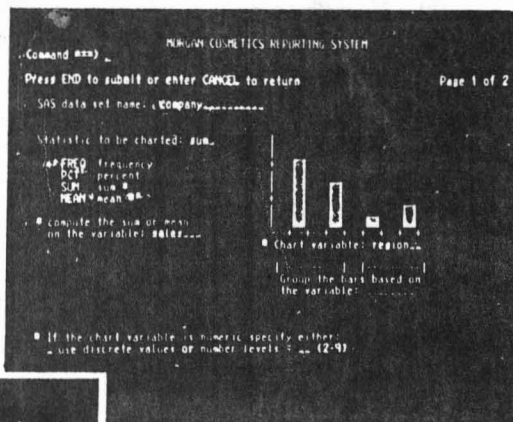 MORGAN COSMETICS REPORTING SYSTEM
Command ===>
Press END to submit or enter CANCEL to return Page 1 of 2
SAS data set name: company
Statistic to be charted: sum
FREQ frequency
PCT percent
SUM sum *
MEAN mean **
* compute the sum or mean
on the variable: sales
* Chart variable: region
Group the bars based on
the variable:
* If the chart variable is numeric specify either:
_ use discrete values or number levels = __ (2-9)